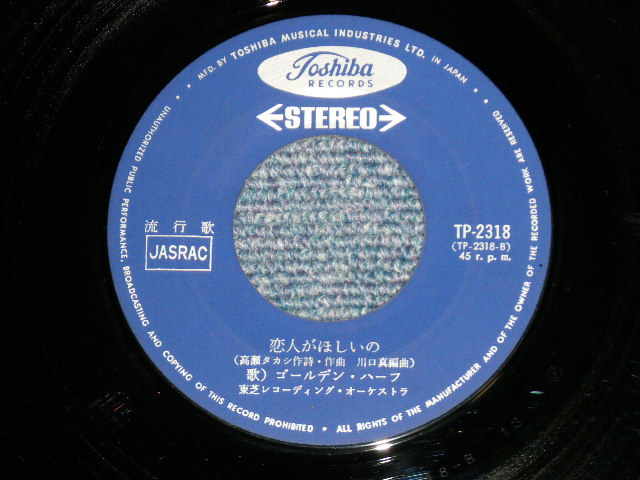 MFD. BY TOSHIBA MUSICAL INDUSTRIES LTD. IN JAPAN
Toshiba
RECORDS
STEREO
流行歌
JASRAC
TP-2318
(TP-2318-B)
45 r.p.m.
恋人がほしいの
(高瀬タカシ作詩・作曲 川口真編曲)
歌) ゴールデン・ハーフ
東芝レコーディング・オーケストラ
UNAUTHORIZED PUBLIC PERFORMANCE, BROADCASTING AND COPYING OF THIS RECORD PROHIBITED • ALL RIGHTS OF THE MANUFACTURER AND OF THE OWNER OF THE RECORDED WORK ARE RESERVED